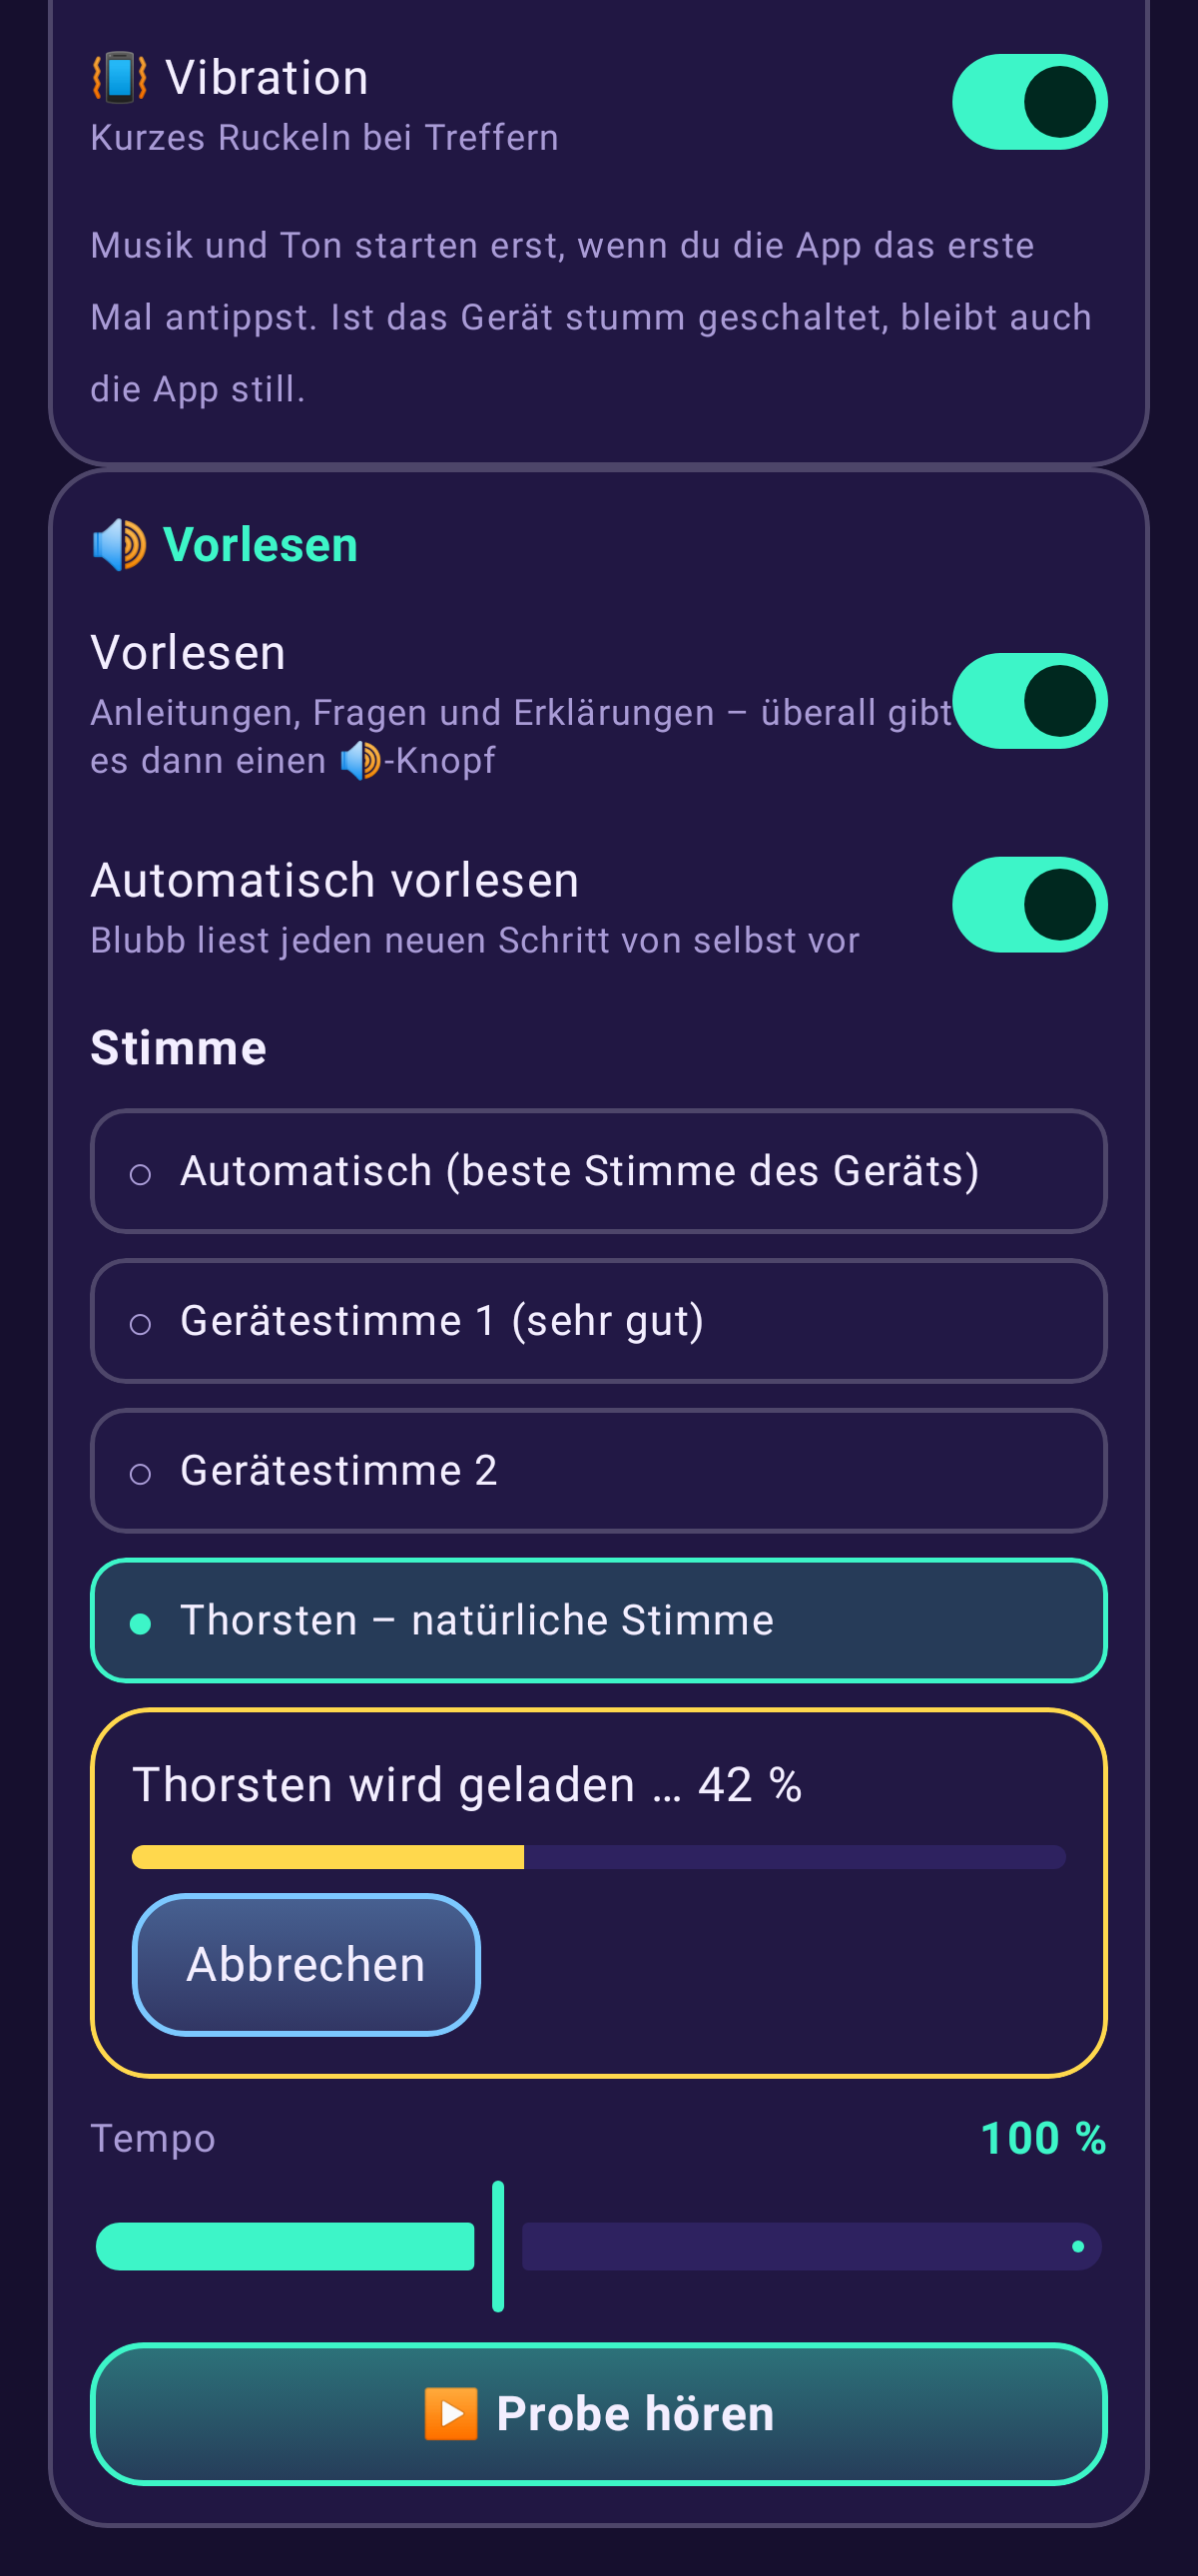 Vibration
Kurzes Ruckeln bei Treffern
Musik und Ton starten erst, wenn du die App das erste
Mal antippst. Ist das Gerät stumm geschaltet, bleibt auch
die App still.
🔊 Vorlesen
Vorlesen
Anleitungen, Fragen und Erklärungen – überall gibt
es dann einen 🔊-Knopf
Automatisch vorlesen
Blubb liest jeden neuen Schritt von selbst vor
Stimme
Automatisch (beste Stimme des Geräts)
Gerätestimme 1 (sehr gut)
Gerätestimme 2
Thorsten – natürliche Stimme
Thorsten wird geladen … 42 %
Abbrechen
Tempo
100 %
▶️ Probe hören